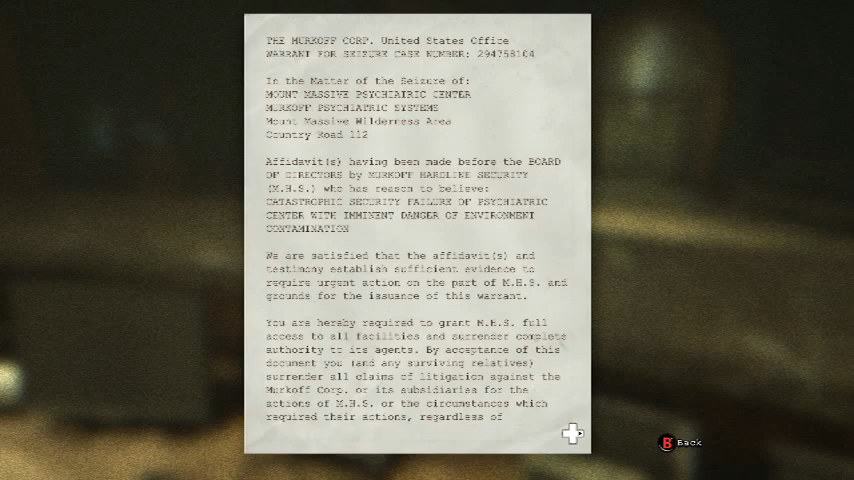 THE MURKOFF CORP. United States Office
WARRANT FOR SEIZURE CASE NUMBER: 294758104
In the Matter of the Seizure of:
MOUNT MASSIVE PSYCHIATRIC CENTER
MURKOFF PSYCHIATRIC SYSTEMS
Mount Massive Wilderness Area
Country Road 112
Affidavit(s) having been made before the BOARD
OF DIRECTORS by MURKOFF HARDLINE SECURITY
(M.H.S.) who has reason to believe:
CATASTROPHIC SECURITY FAILURE OF PSYCHIATRIC
CENTER WITH IMMINENT DANGER OF ENVIRONMENT
CONTAMINATION
We are satisfied that the affidavit(s) and
testimony establish sufficient evidence to
require urgent action on the part of M.H.S. and
grounds for the issuance of this warrant.
You are hereby required to grant M.H.S. full
access to all facilities and surrender complete
authority to its agents. By acceptance of this
document you (and any surviving relatives)
surrender all claims of litigation against the
Murkoff Corp. or its subsidiaries for the
actions of M.H.S. or the circumstances which
required their actions, regardless of
B Back